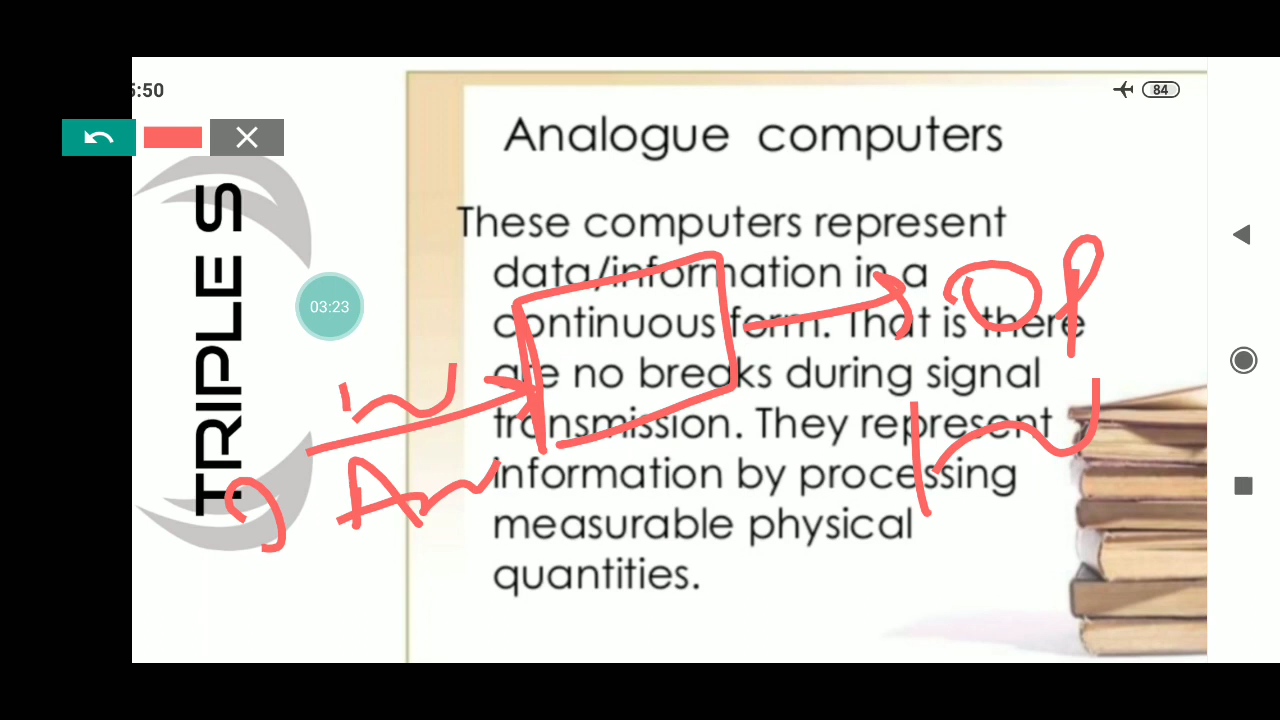 5:50
84
Analogue computers
TRIPLE S
03:23
These computers represent
data/information in a
continuous form. That is there
are no breaks during signal
transmission. They represent
information by processing
measurable physical
quantities.
OP